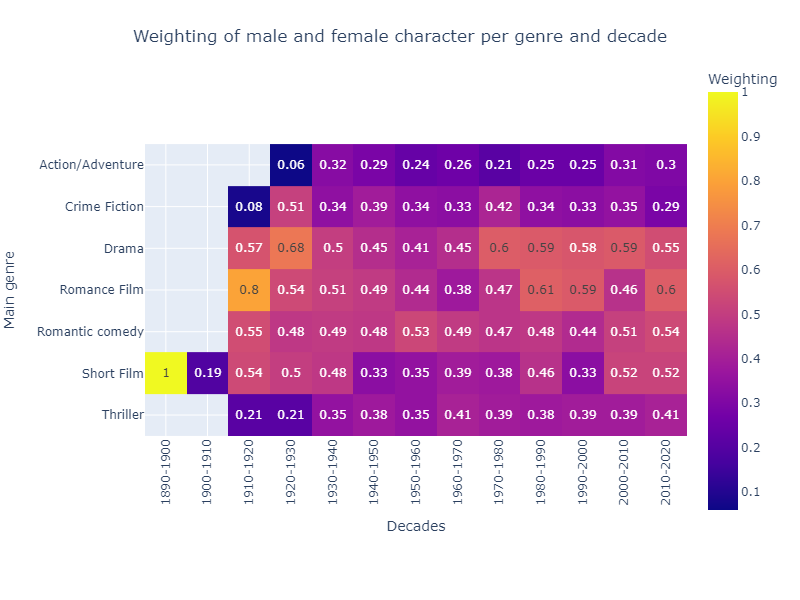 Weighting of male and female character per genre and decade
Weighting
Main genre
Action/Adventure 0.06 0.32 0.29 0.24 0.26 0.21 0.25 0.25 0.31 0.3
Crime Fiction 0.08 0.51 0.34 0.39 0.34 0.33 0.42 0.34 0.33 0.35 0.29
Drama 0.57 0.68 0.5 0.45 0.41 0.45 0.6 0.59 0.58 0.59 0.55
Romance Film 0.8 0.54 0.51 0.49 0.44 0.38 0.47 0.61 0.59 0.46 0.6
Romantic comedy 0.55 0.48 0.49 0.48 0.53 0.49 0.47 0.48 0.44 0.51 0.54
Short Film 1 0.19 0.54 0.5 0.48 0.33 0.35 0.39 0.38 0.46 0.33 0.52 0.52
Thriller 0.21 0.21 0.35 0.38 0.35 0.41 0.39 0.38 0.39 0.39 0.41
1890-1900 1900-1910 1910-1920 1920-1930 1930-1940 1940-1950 1950-1960 1960-1970 1970-1980 1980-1990 1990-2000 2000-2010 2010-2020
Decades
1
0.9
0.8
0.7
0.6
0.5
0.4
0.3
0.2
0.1